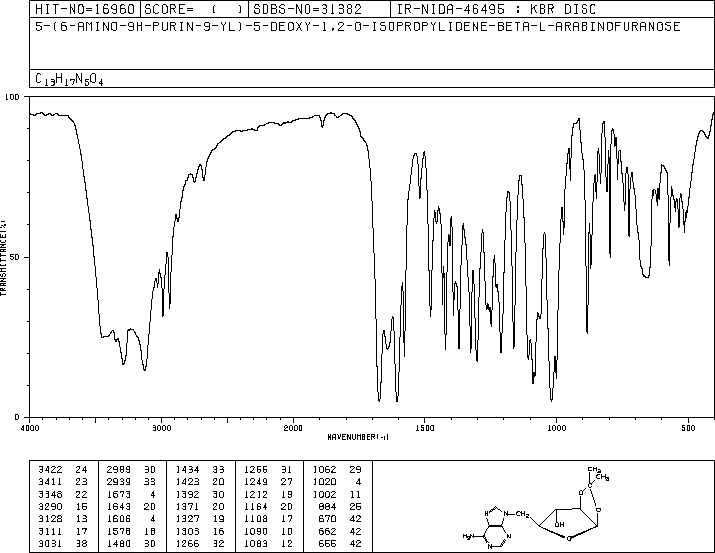 HIT-NO=16960 SCORE= ( ) SDBS-NO=31382 IR-NIDA-46495 : KBR DISC
5-(6-AMINO-9H-PURIN-9-YL)-5-DEOXY-1,2-O-ISOPROPYLIDENE-BETA-L-ARABINOFURANOSE
C13H17N5O4
100
50
0
TRANSMITTANCE(%)
4000 3000 2000 1500 1000 500
WAVENUMBER(-1)
3422 24 2989 30 1434 33 1266 31 1062 29
3411 23 2939 33 1423 20 1249 27 1020 4
3348 22 1673 4 1392 30 1212 19 1002 11
3290 16 1643 20 1371 20 1164 20 884 25
3128 13 1606 4 1327 19 1108 17 670 42
3111 17 1578 18 1303 16 1090 10 662 42
3031 38 1480 30 1266 32 1083 12 655 42
CH3
CH3
C
O
O
N
N
CH2
OH
O
H2N
N
N